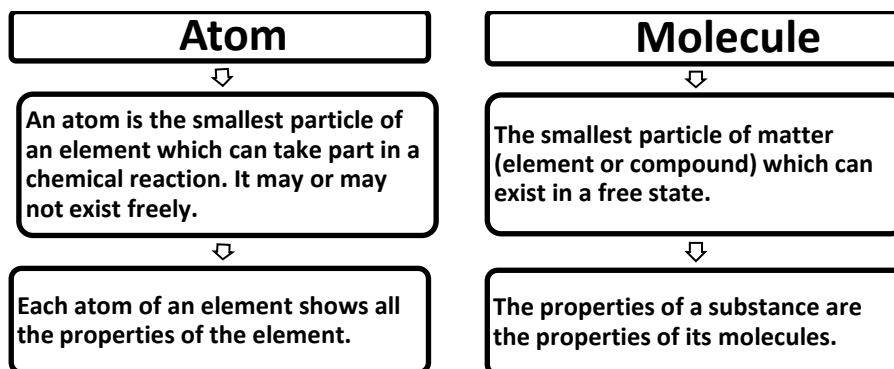 Atom
An atom is the smallest particle of
an element which can take part in a
chemical reaction. It may or may
not exist freely.
Each atom of an element shows all
the properties of the element.
Molecule
The smallest particle of matter
(element or compound) which can
exist in a free state.
The properties of a substance are
the properties of its molecules.